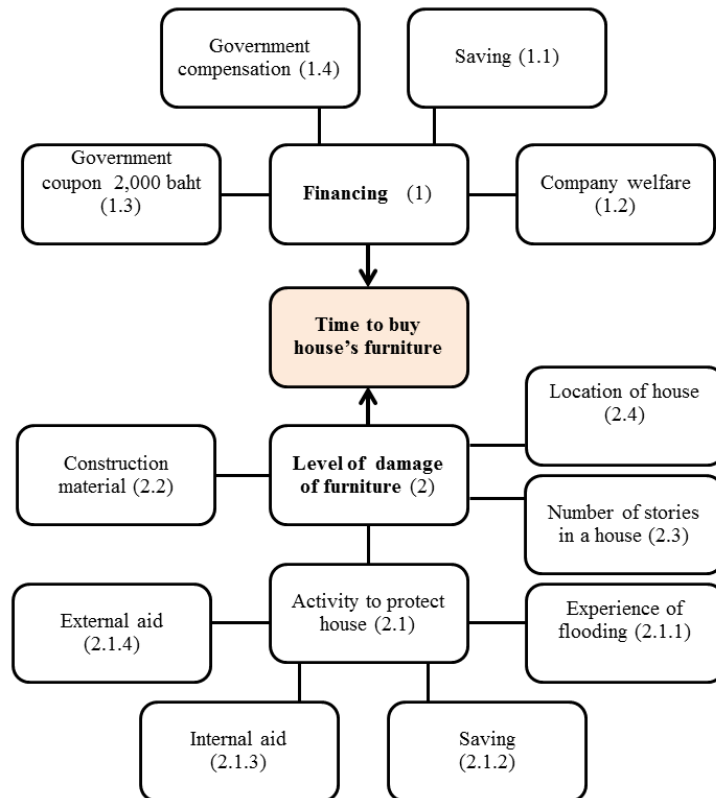 Government
compensation (1.4)
Saving (1.1)
Government
coupon 2,000 baht
(1.3)
Financing (1)
Company welfare
(1.2)
Time to buy
house's furniture
Location of house
(2.4)
Construction
material (2.2)
Level of damage
of furniture (2)
Number of stories
in a house (2.3)
External aid
(2.1.4)
Activity to protect
house (2.1)
Experience of
flooding (2.1.1)
Internal aid
(2.1.3)
Saving
(2.1.2)